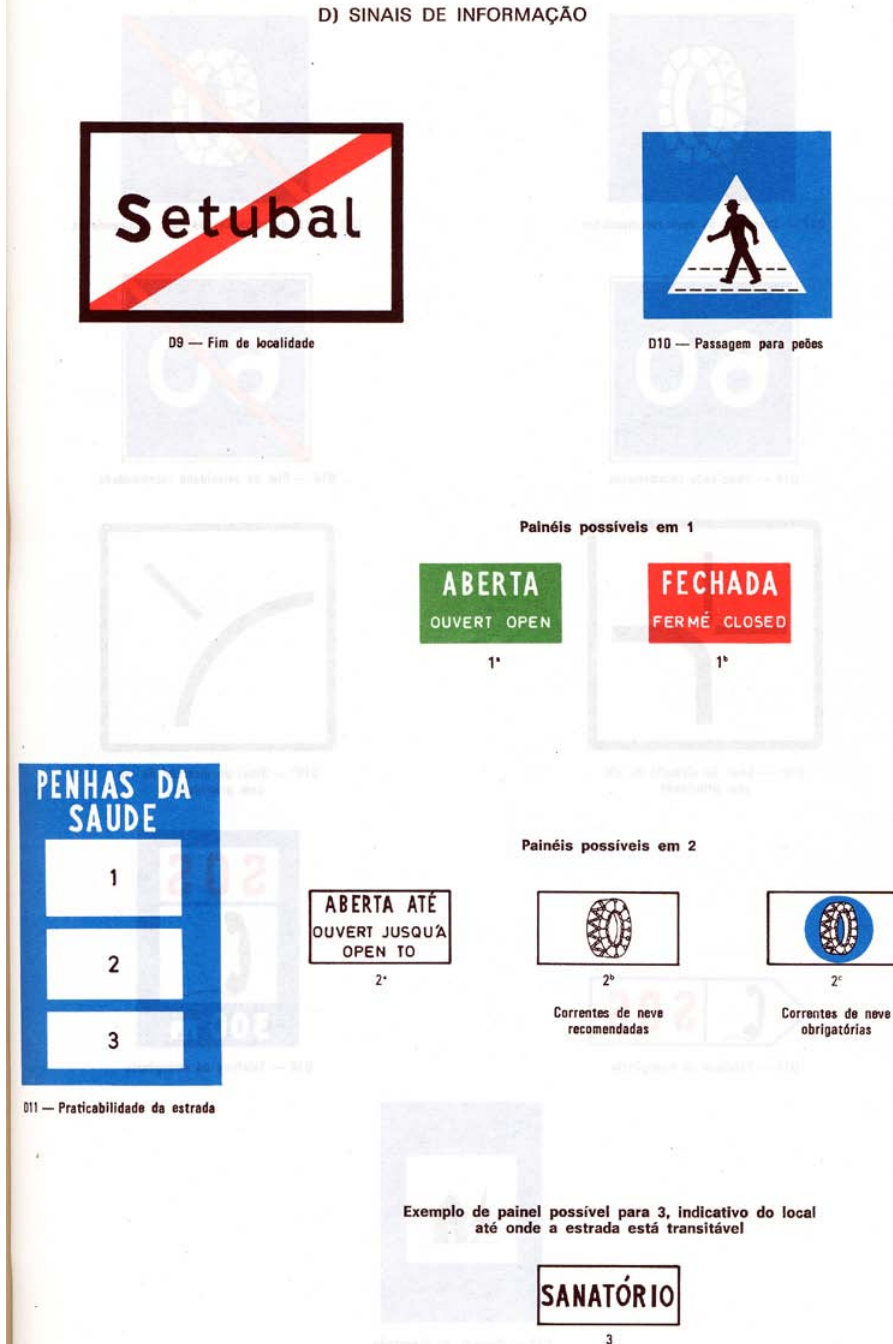 D) SINAIS DE INFORMAÇÃO
Setubal
D9 — Fim de localidade
D10 — Passagem para peões
Painéis possíveis em 1
ABERTA
OUVERT OPEN
1ª
FECHADA
FERMÉ CLOSED
1ᵇ
PENHAS DA
SAUDE
1
2
3
D11 — Praticabilidade da estrada
Painéis possíveis em 2
ABERTA ATÉ
OUVERT JUSQU'A
OPEN TO
2ª
2ᵇ
Correntes de neve
recomendadas
2ᶜ
Correntes de neve
obrigatórias
Exemplo de painel possível para 3, indicativo do local
até onde a estrada está transitável
SANATÓRIO
3